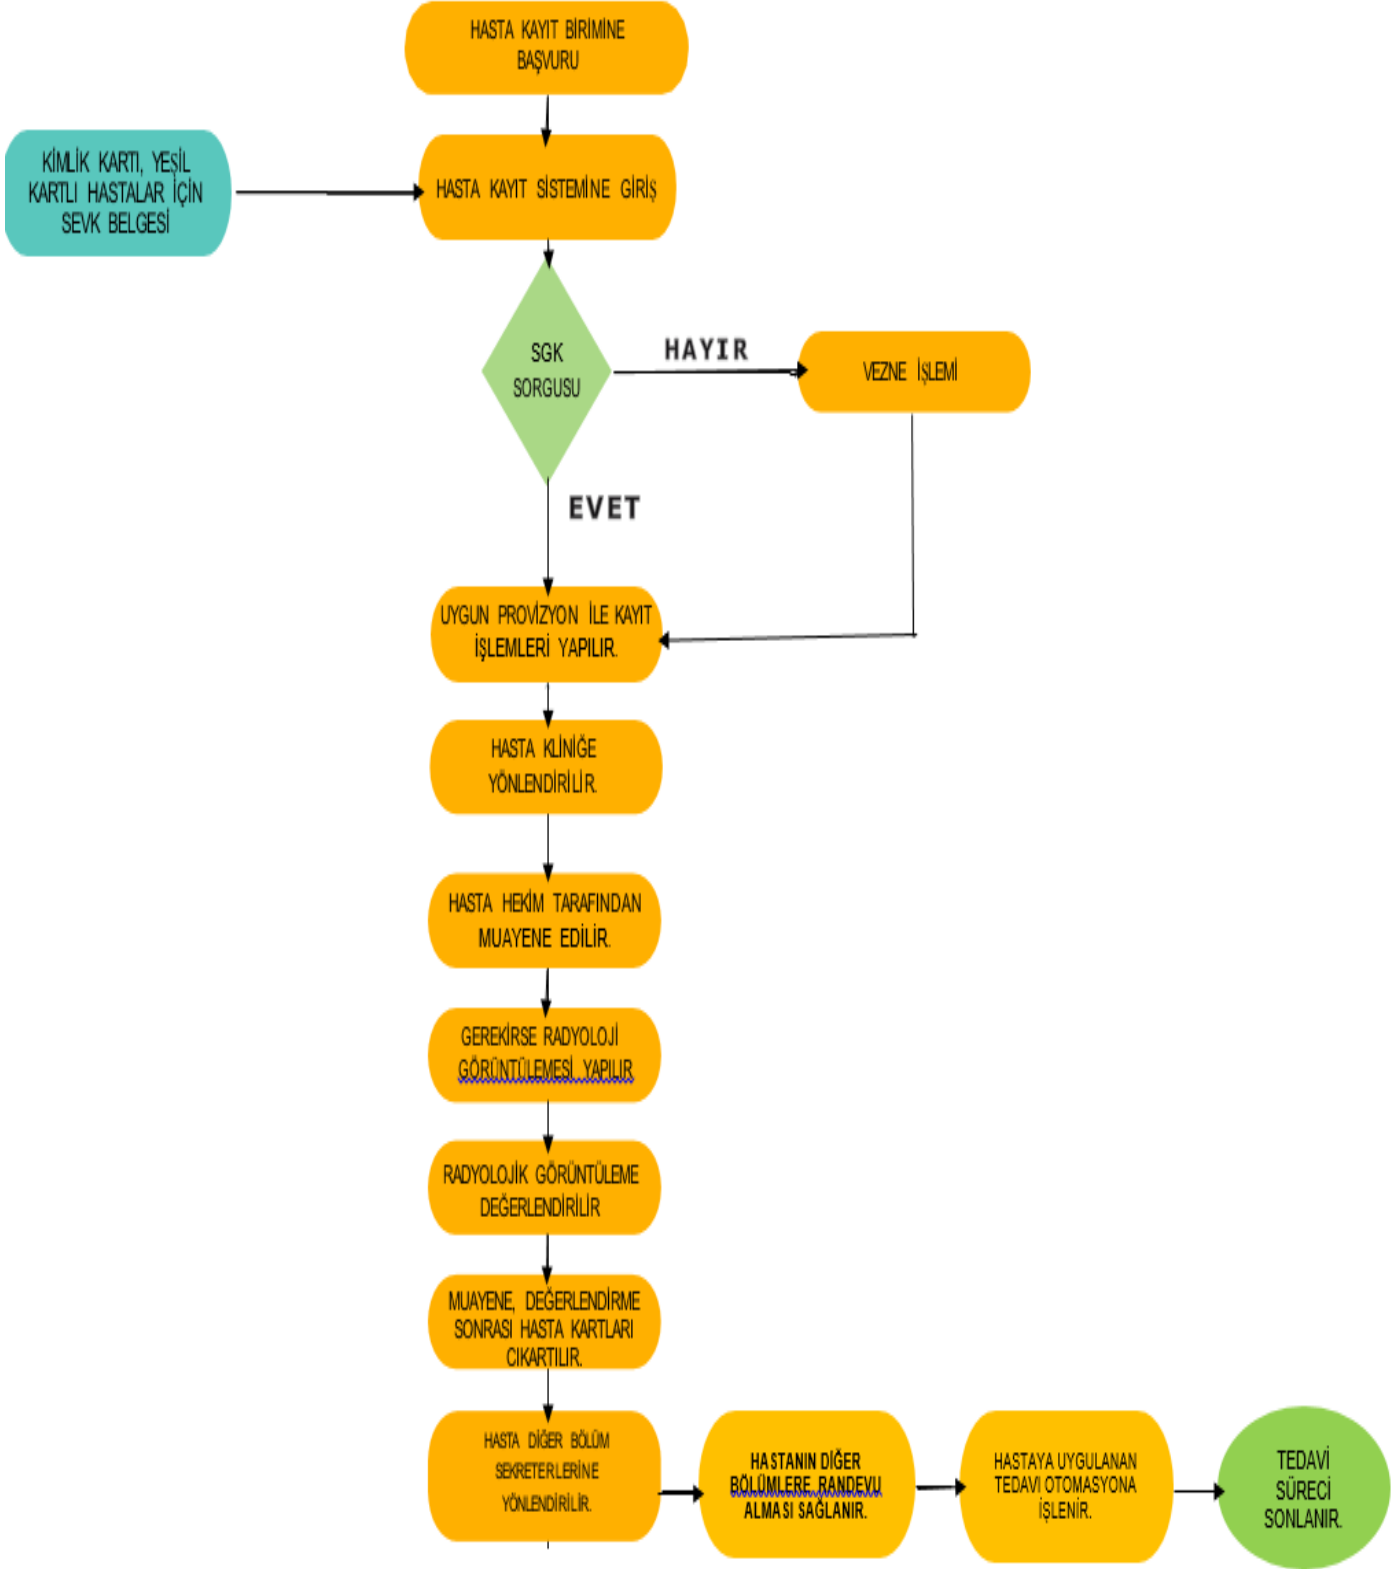 HASTA KAYIT BİRİMİNE
BAŞVURU
KİMLİK KARTI, YEŞİL
KARTLI HASTALAR İÇİN
SEVK BELGESİ
HASTA KAYIT SİSTEMİNE GİRİŞ
SGK
SORGUSU
HAYIR
VEZNE İŞLEMİ
EVET
UYGUN PROVİZYON İLE KAYIT
İŞLEMLERİ YAPILIR.
HASTA KLİNİĞE
YÖNLENDİRİLİR.
HASTA HEKİM TARAFINDAN
MUAYENE EDİLİR.
GEREKİRSE RADYOLOJİ
GÖRÜNTÜLEMESİ YAPILIR
RADYOLOJİK GÖRÜNTÜLEME
DEĞERLENDİRİLİR
MUAYENE, DEĞERLENDİRME
SONRASI HASTA KARTLARI
CIKARTILIR.
HASTA DİĞER BÖLÜM
SEKRETERLERİNE
YÖNLENDİRİLİR.
HASTANIN DİĞER
BÖLÜMLERE RANDEVU
ALMASI SAĞLANIR.
HASTAYA UYGULANAN
TEDAVI OTOMASYONA
İŞLENİR.
TEDAVİ
SÜRECİ
SONLANIR.